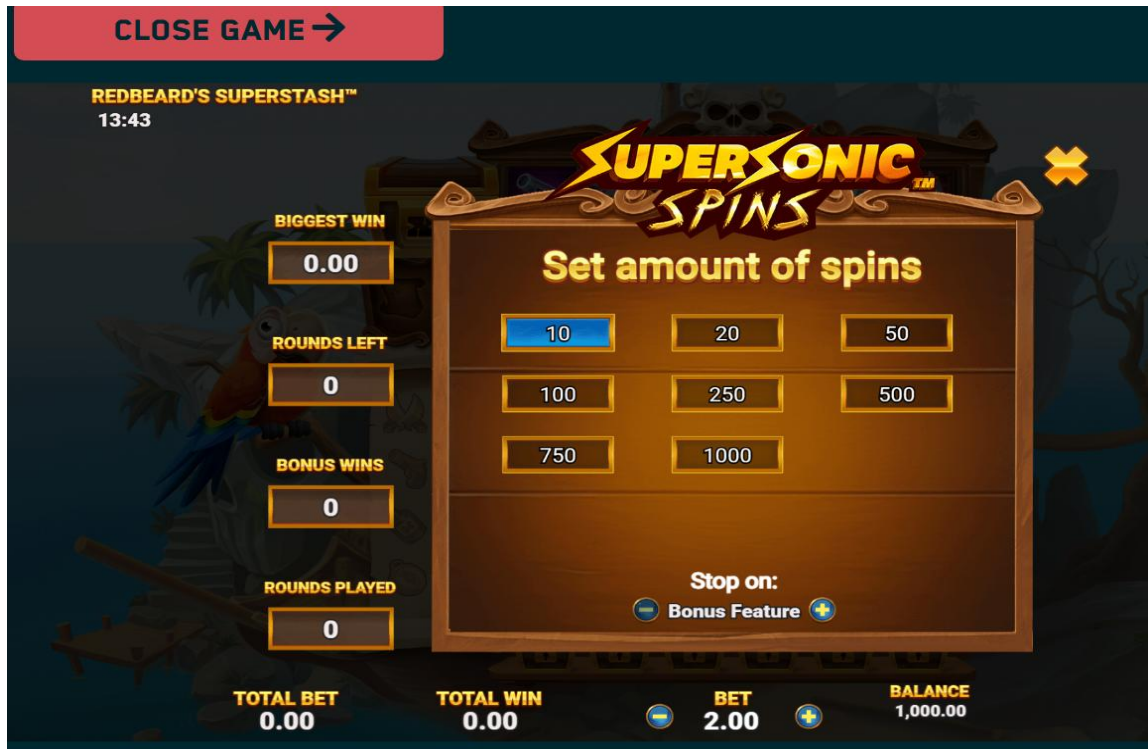 CLOSE GAME →
REDBEARD'S SUPERSTASH™
13:43
SUPERSONIC™
SPINS
Set amount of spins
BIGGEST WIN
0.00
ROUNDS LEFT
0
BONUS WINS
0
ROUNDS PLAYED
0
10 20 50
100 250 500
750 1000
Stop on:
Bonus Feature
TOTAL BET TOTAL WIN BET BALANCE
0.00 0.00 2.00 1,000.00